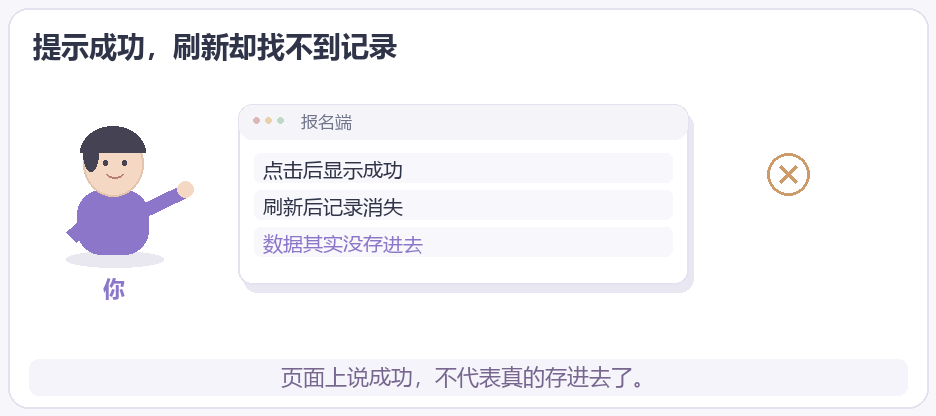 提示成功，刷新却找不到记录
报名端
点击后显示成功
刷新后记录消失
数据其实没存进去
你
页面上说成功，不代表真的存进去了。